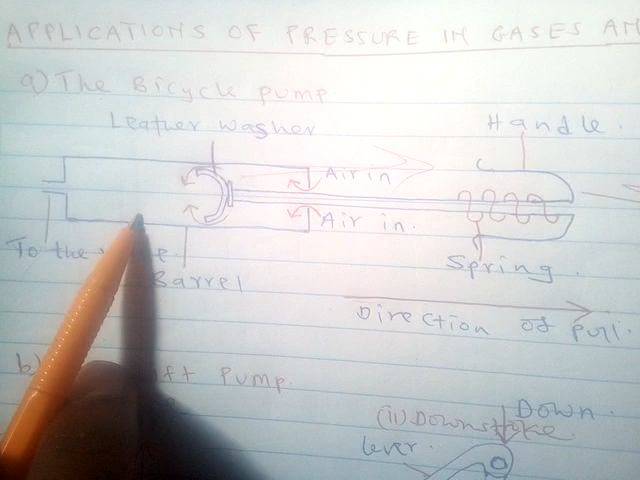 APPLICATIONS OF PRESSURE IN GASES AN
a) The Bicycle pump
Leather washer
Handle.
Air in
Air in.
To the
Barrel
Spring.
Direction of pull.
b)
Pump.
(ii) Downstroke.
Down.
lever.